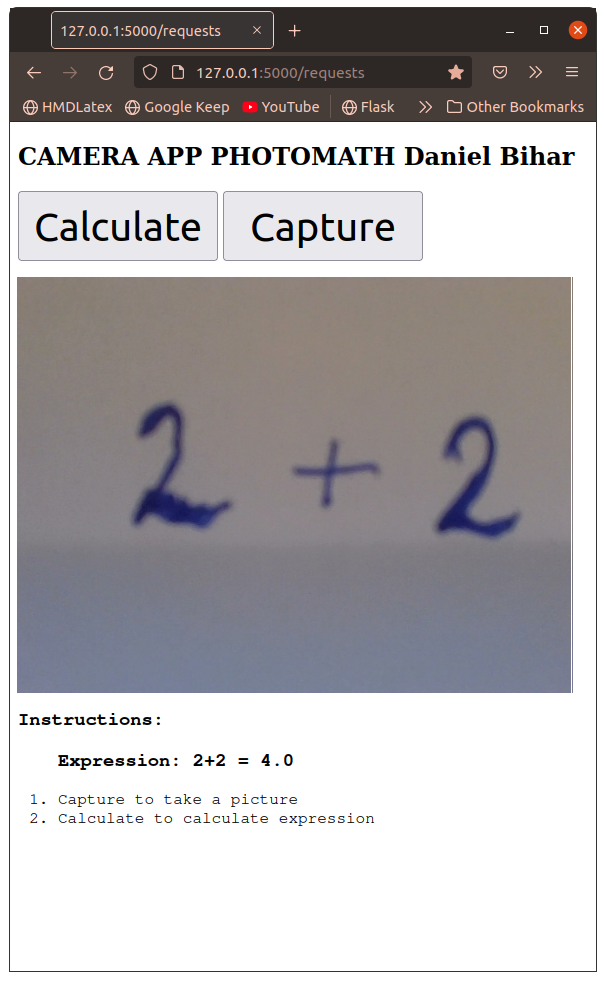 127.0.0.1:5000/requests
127.0.0.1:5000/requests
HMDLatex Google Keep YouTube Flask Other Bookmarks
CAMERA APP PHOTOMATH Daniel Bihar
Calculate Capture
2 + 2
Instructions:
Expression: 2+2 = 4.0
1. Capture to take a picture
2. Calculate to calculate expression